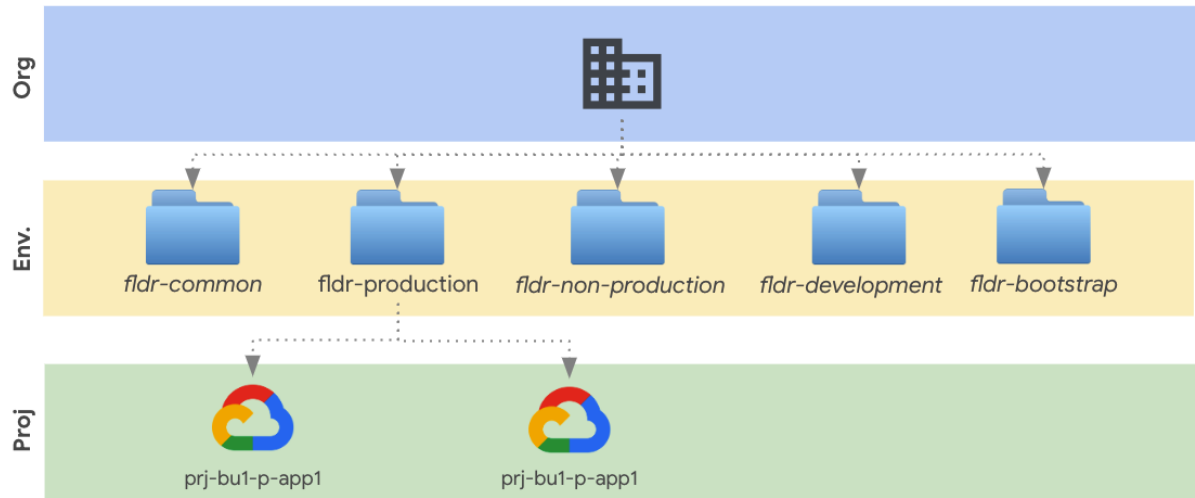 Org
Env.
fldr-common
fldr-production
fldr-non-production
fldr-development
fldr-bootstrap
Proj
prj-bu1-p-app1
prj-bu1-p-app1